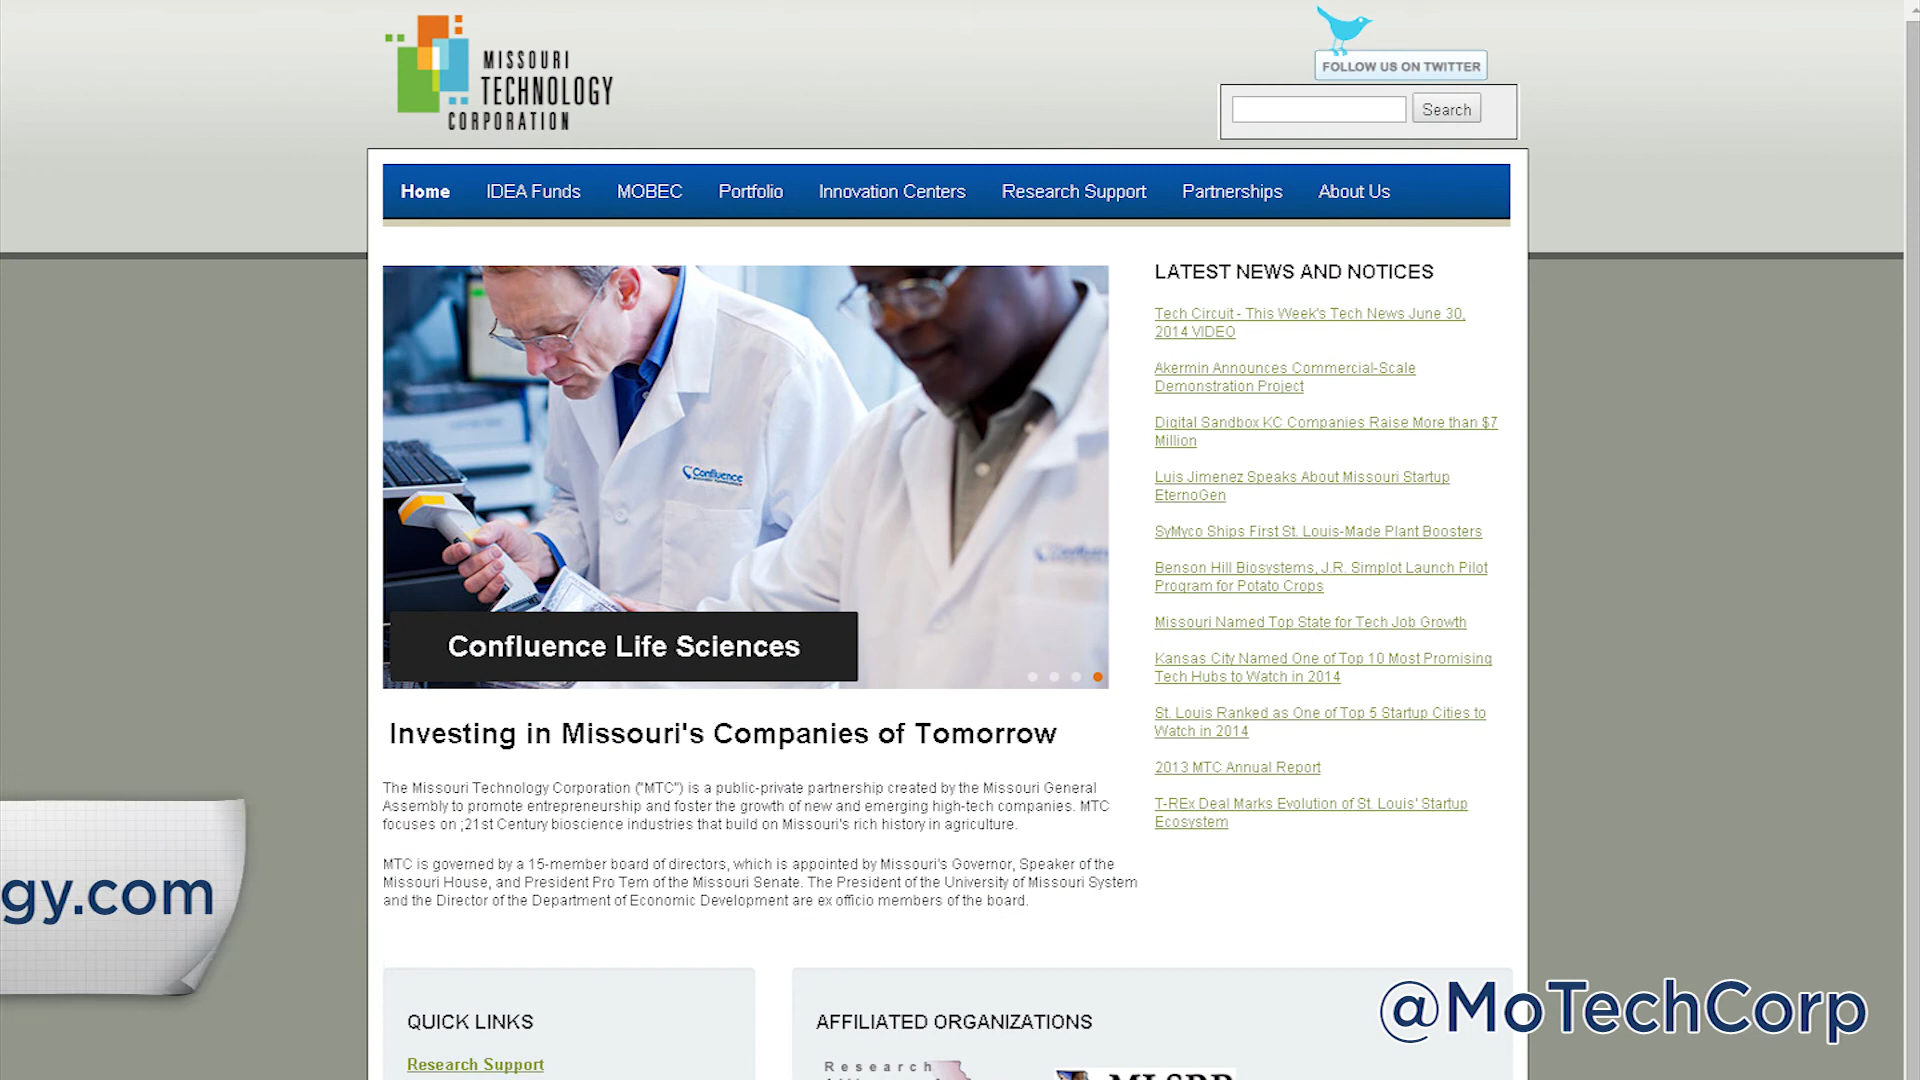 MISSOURI
TECHNOLOGY
CORPORATION
FOLLOW US ON TWITTER
Search
Home
IDEA Funds
MOBEC
Portfolio
Innovation Centers
Research Support
Partnerships
About Us
Confluence
Confluence Life Sciences
LATEST NEWS AND NOTICES
Tech Circuit - This Week's Tech News June 30,
2014 VIDEO
Akermin Announces Commercial-Scale
Demonstration Project
Digital Sandbox KC Companies Raise More than $7
Million
Luis Jimenez Speaks About Missouri Startup
EternoGen
SyMyco Ships First St. Louis-Made Plant Boosters
Benson Hill Biosystems, J.R. Simplot Launch Pilot
Program for Potato Crops
Missouri Named Top State for Tech Job Growth
Kansas City Named One of Top 10 Most Promising
Tech Hubs to Watch in 2014
St. Louis Ranked as One of Top 5 Startup Cities to
Watch in 2014
2013 MTC Annual Report
T-REx Deal Marks Evolution of St. Louis' Startup
Ecosystem
Investing in Missouri's Companies of Tomorrow
The Missouri Technology Corporation ("MTC") is a public-private partnership created by the Missouri General
Assembly to promote entrepreneurship and foster the growth of new and emerging high-tech companies. MTC
focuses on ;21st Century bioscience industries that build on Missouri's rich history in agriculture.
MTC is governed by a 15-member board of directors, which is appointed by Missouri's Governor, Speaker of the
Missouri House, and President Pro Tem of the Missouri Senate. The President of the University of Missouri System
and the Director of the Department of Economic Development are ex officio members of the board.
gy.com
QUICK LINKS
Research Support
AFFILIATED ORGANIZATIONS
Research
@MoTechCorp